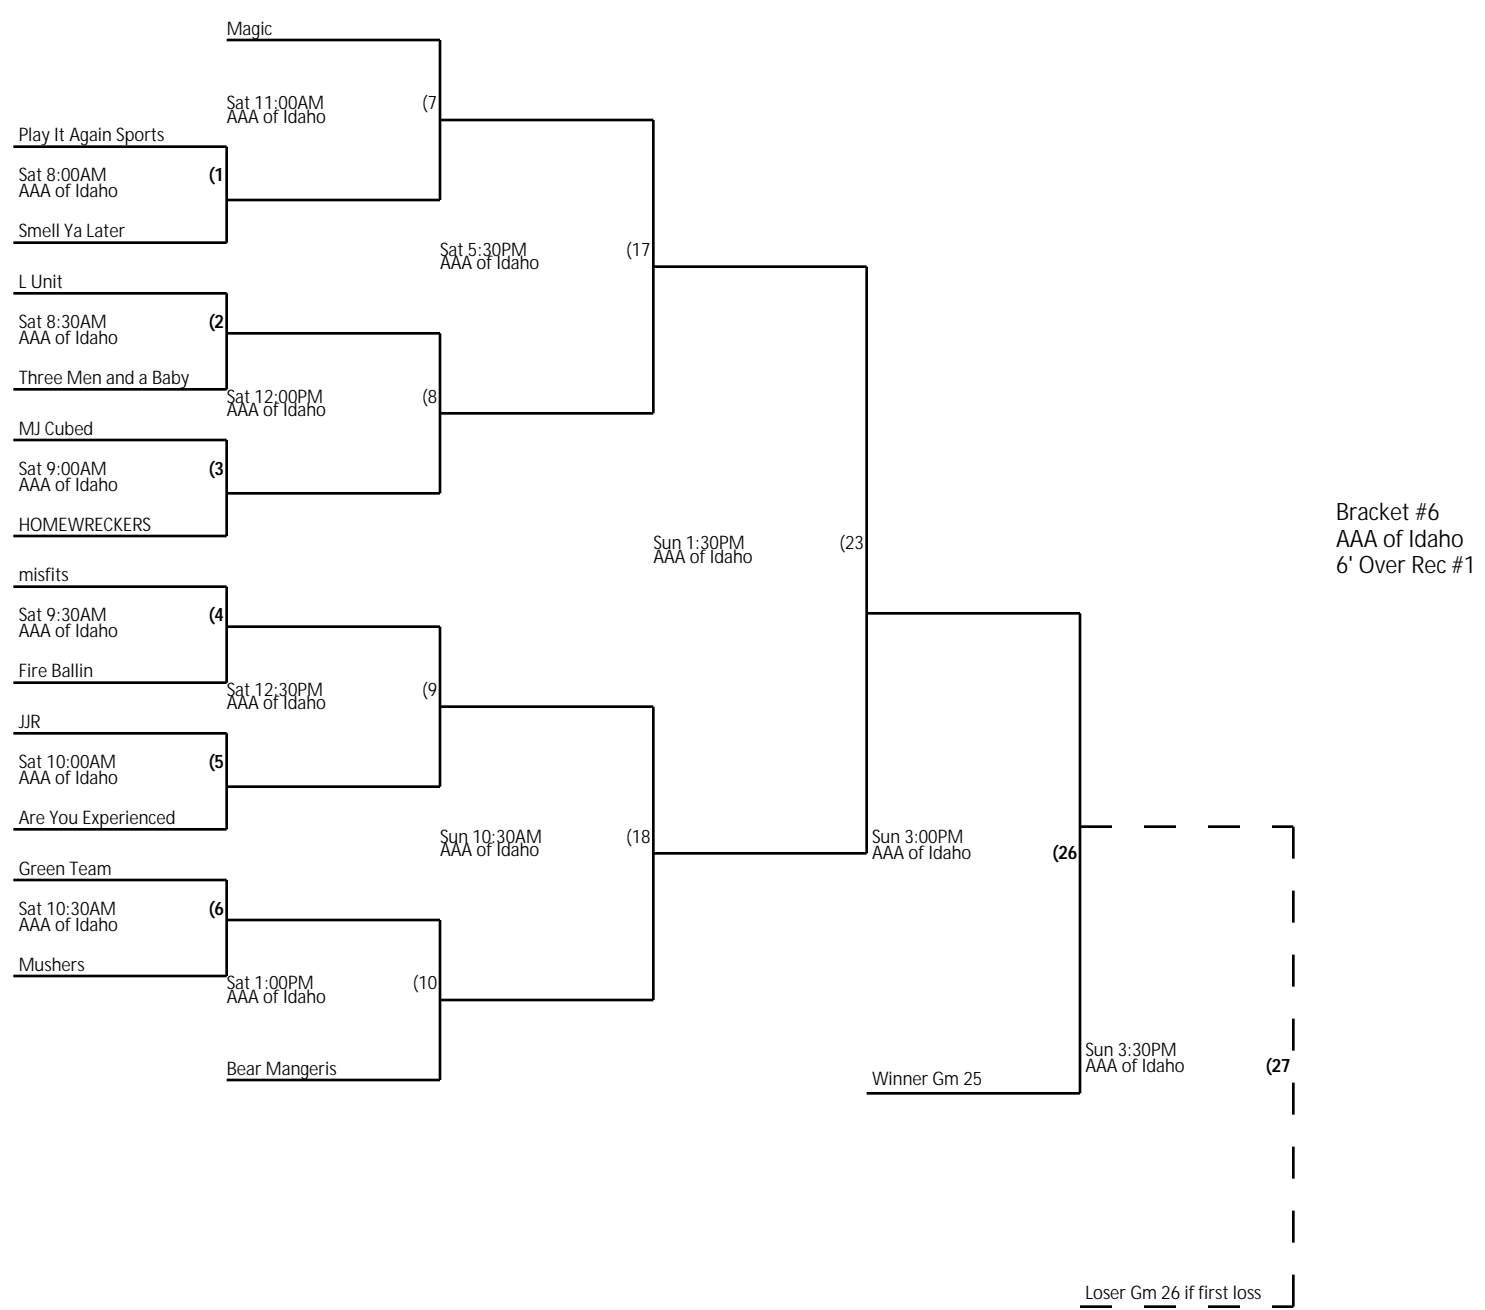 Magic
Sat 11:00AM (7
AAA of Idaho
Play It Again Sports
Sat 8:00AM (1
AAA of Idaho
Smell Ya Later
Sat 5:30PM (17
AAA of Idaho
L Unit
Sat 8:30AM (2
AAA of Idaho
Three Men and a Baby
Sat 12:00PM (8
AAA of Idaho
MJ Cubed
Sat 9:00AM (3
AAA of Idaho
HOMEWRECKERS
Sun 1:30PM (23
AAA of Idaho
Bracket #6
AAA of Idaho
6' Over Rec #1
misfits
Sat 9:30AM (4
AAA of Idaho
Fire Ballin
Sat 12:30PM (9
AAA of Idaho
JJR
Sat 10:00AM (5
AAA of Idaho
Are You Experienced
Sun 10:30AM (18
AAA of Idaho
Sun 3:00PM
AAA of Idaho (26
Green Team
Sat 10:30AM (6
AAA of Idaho
Mushers
Sat 1:00PM (10
AAA of Idaho
Bear Mangeris
Sun 3:30PM
AAA of Idaho (27
Winner Gm 25
Loser Gm 26 if first loss